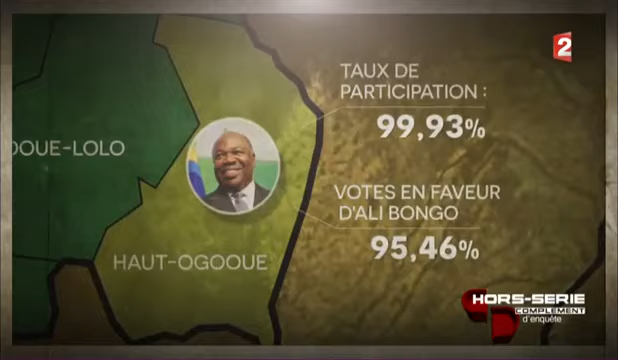 2
TAUX DE
PARTICIPATION :
99,93%
OOUE-LOLO
VOTES EN FAVEUR
D'ALI BONGO
95,46%
HAUT-OGOOUE
HORS-SERIE
COMPLEMENT
d'enquête